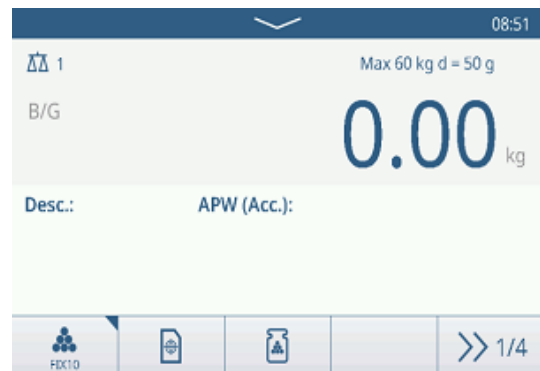 08:51
1
Max 60 kg d = 50 g
B/G
0.00 kg
Desc.: APW (Acc.):
FIX10
1/4